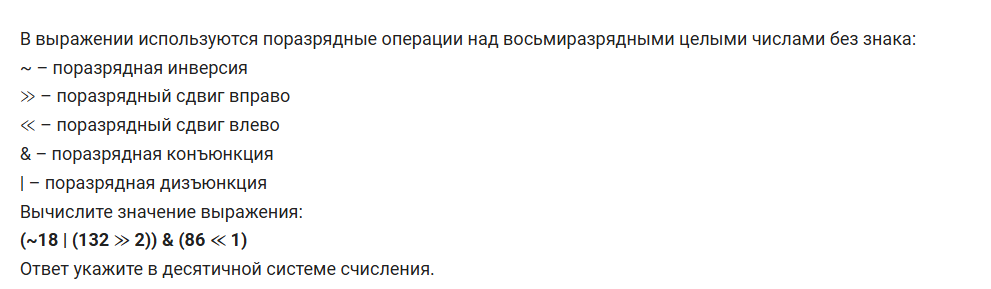 В выражении используются поразрядные операции над восьмиразрядными целыми числами без знака:
~ – поразрядная инверсия
≫ – поразрядный сдвиг вправо
≪ – поразрядный сдвиг влево
& – поразрядная конъюнкция
| – поразрядная дизъюнкция
Вычислите значение выражения:
(~18 | (132 ≫ 2)) & (86 ≪ 1)
Ответ укажите в десятичной системе счисления.